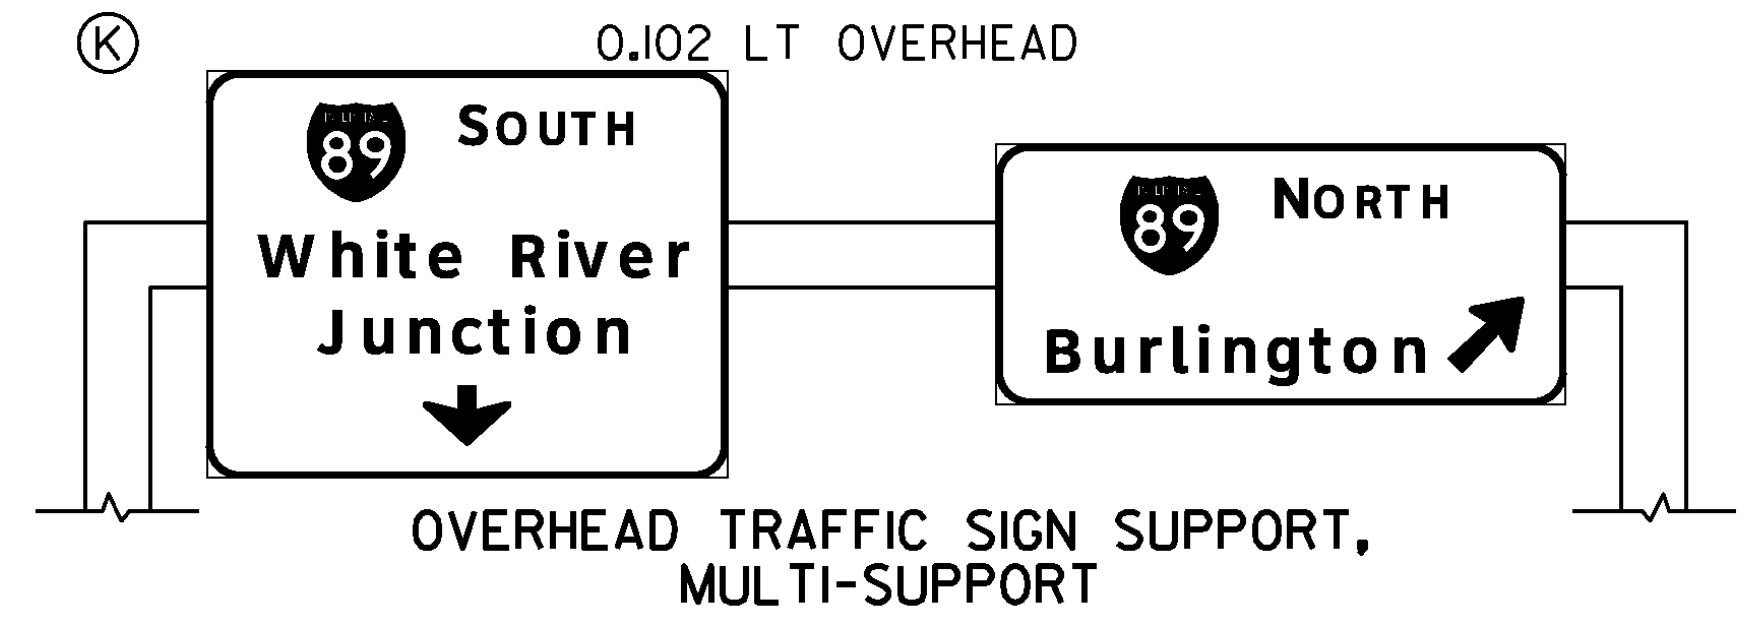 K
0.102 LT OVERHEAD
89 SOUTH
White River
Junction
89 NORTH
Burlington
OVERHEAD TRAFFIC SIGN SUPPORT,
MULTI-SUPPORT